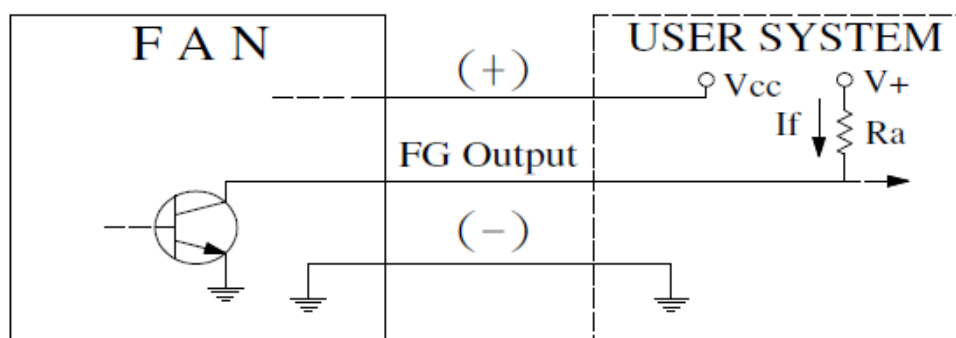 F A N
USER SYSTEM
(+)
Vcc
V+
If
Ra
FG Output
(-)